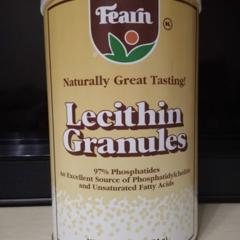 Fearn
Naturally Great Tasting!
Lecithin
Granules
97% Phosphatides
An Excellent Source of Phosphatidylcholine
and Unsaturated Fatty Acids